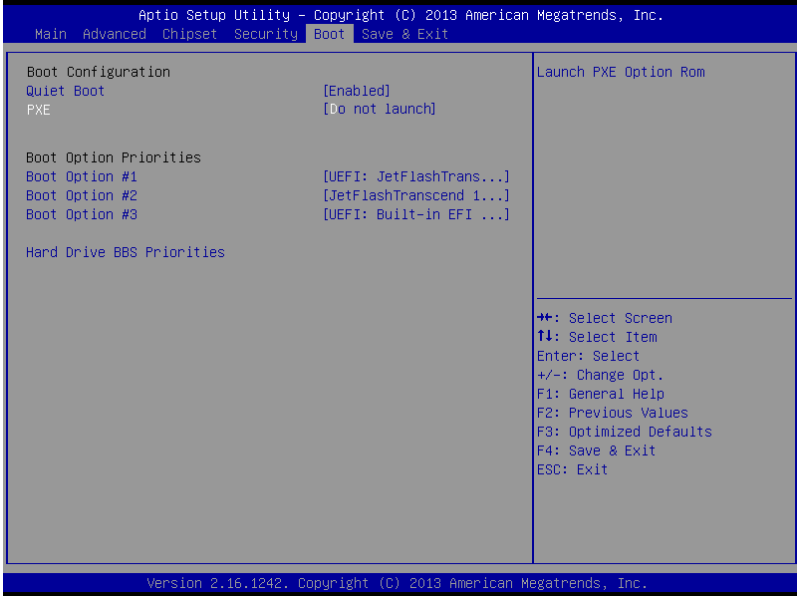 Aptio Setup Utility – Copyright (C) 2013 American Megatrends, Inc.
Main Advanced Chipset Security Boot Save & Exit
Boot Configuration
Quiet Boot [Enabled]
PXE [Do not launch]
Boot Option Priorities
Boot Option #1 [UEFI: JetFlashTrans...]
Boot Option #2 [JetFlashTranscend 1...]
Boot Option #3 [UEFI: Built-in EFI ...]
Hard Drive BBS Priorities
Launch PXE Option Rom
→←: Select Screen
↑↓: Select Item
Enter: Select
+/-: Change Opt.
F1: General Help
F2: Previous Values
F3: Optimized Defaults
F4: Save & Exit
ESC: Exit
Version 2.16.1242. Copyright (C) 2013 American Megatrends, Inc.